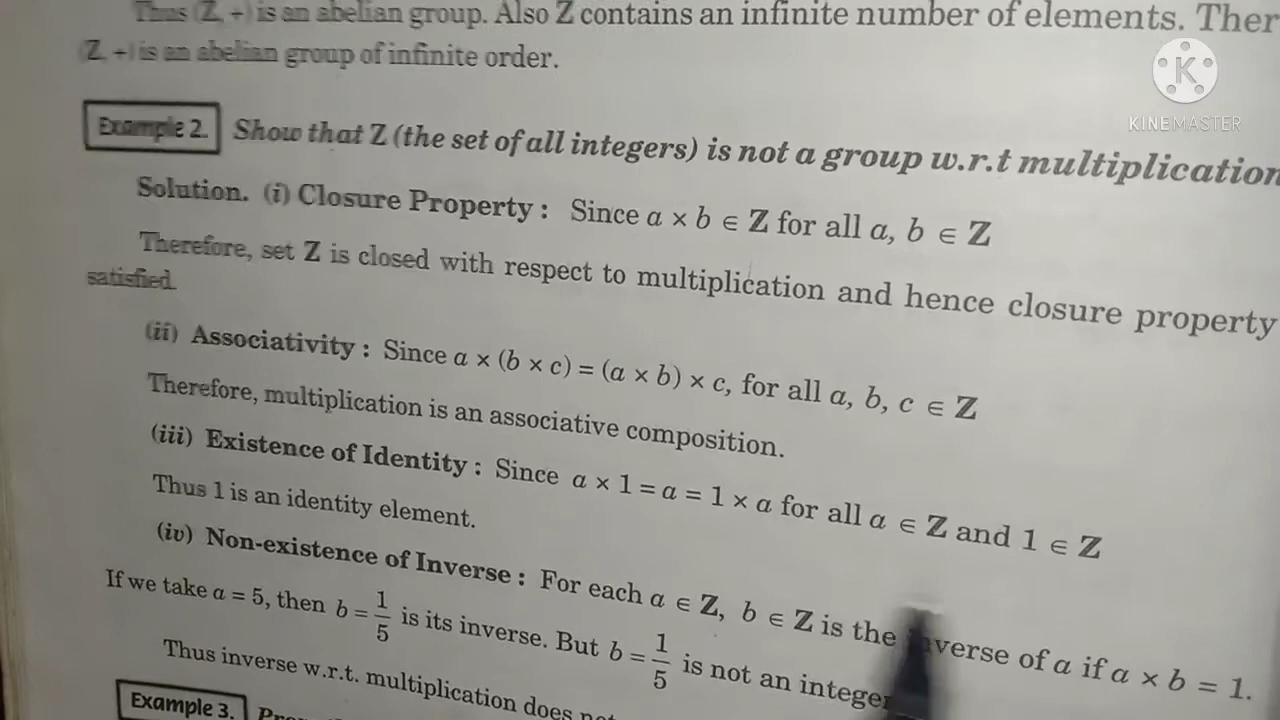 Thus (Z, +) is an abelian group. Also Z contains an infinite number of elements. Ther
(Z, +) is an abelian group of infinite order.
KINEMASTER
Example 2. Show that Z (the set of all integers) is not a group w.r.t multiplication
Solution. (i) Closure Property : Since a × b ∈ Z for all a, b ∈ Z
Therefore, set Z is closed with respect to multiplication and hence closure property
satisfied.
(ii) Associativity : Since a × (b × c) = (a × b) × c, for all a, b, c ∈ Z
Therefore, multiplication is an associative composition.
(iii) Existence of Identity : Since a × 1 = a = 1 × a for all a ∈ Z and 1 ∈ Z
Thus 1 is an identity element.
(iv) Non-existence of Inverse : For each a ∈ Z, b ∈ Z is the inverse of a if a × b = 1.
If we take a = 5, then b = 1/5 is its inverse. But b = 1/5 is not an integer
Thus inverse w.r.t. multiplication does not
Example 3.